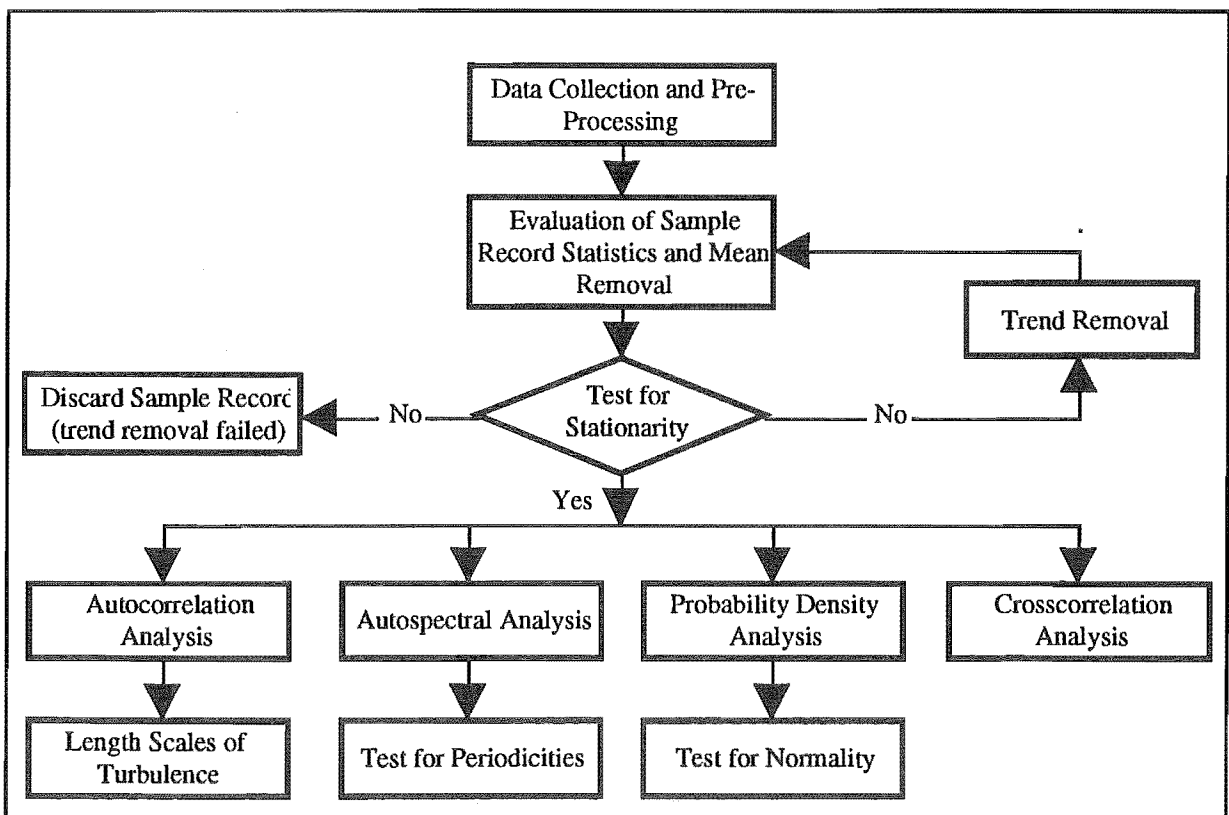 Data Collection and Pre-
Processing
Evaluation of Sample
Record Statistics and Mean
Removal
Trend Removal
Discard Sample Record
(trend removal failed)
No
Test for
Stationarity
No
Yes
Autocorrelation
Analysis
Autospectral Analysis
Probability Density
Analysis
Crosscorrelation
Analysis
Length Scales of
Turbulence
Test for Periodicities
Test for Normality